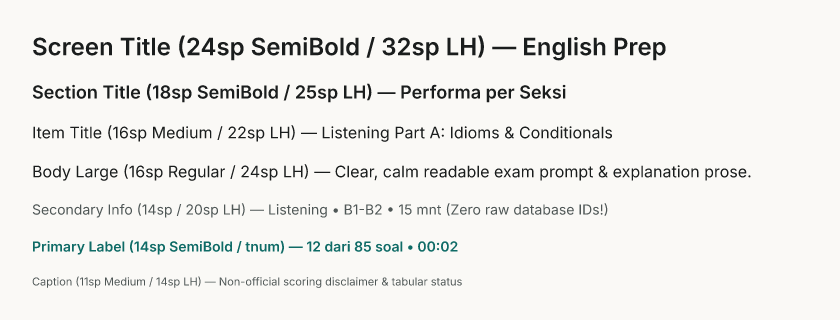 Screen Title (24sp SemiBold / 32sp LH) — English Prep
Section Title (18sp SemiBold / 25sp LH) — Performa per Seksi
Item Title (16sp Medium / 22sp LH) — Listening Part A: Idioms & Conditionals
Body Large (16sp Regular / 24sp LH) — Clear, calm readable exam prompt & explanation prose.
Secondary Info (14sp / 20sp LH) — Listening • B1-B2 • 15 mnt (Zero raw database IDs!)
Primary Label (14sp SemiBold / tnum) — 12 dari 85 soal • 00:02
Caption (11sp Medium / 14sp LH) — Non-official scoring disclaimer & tabular status